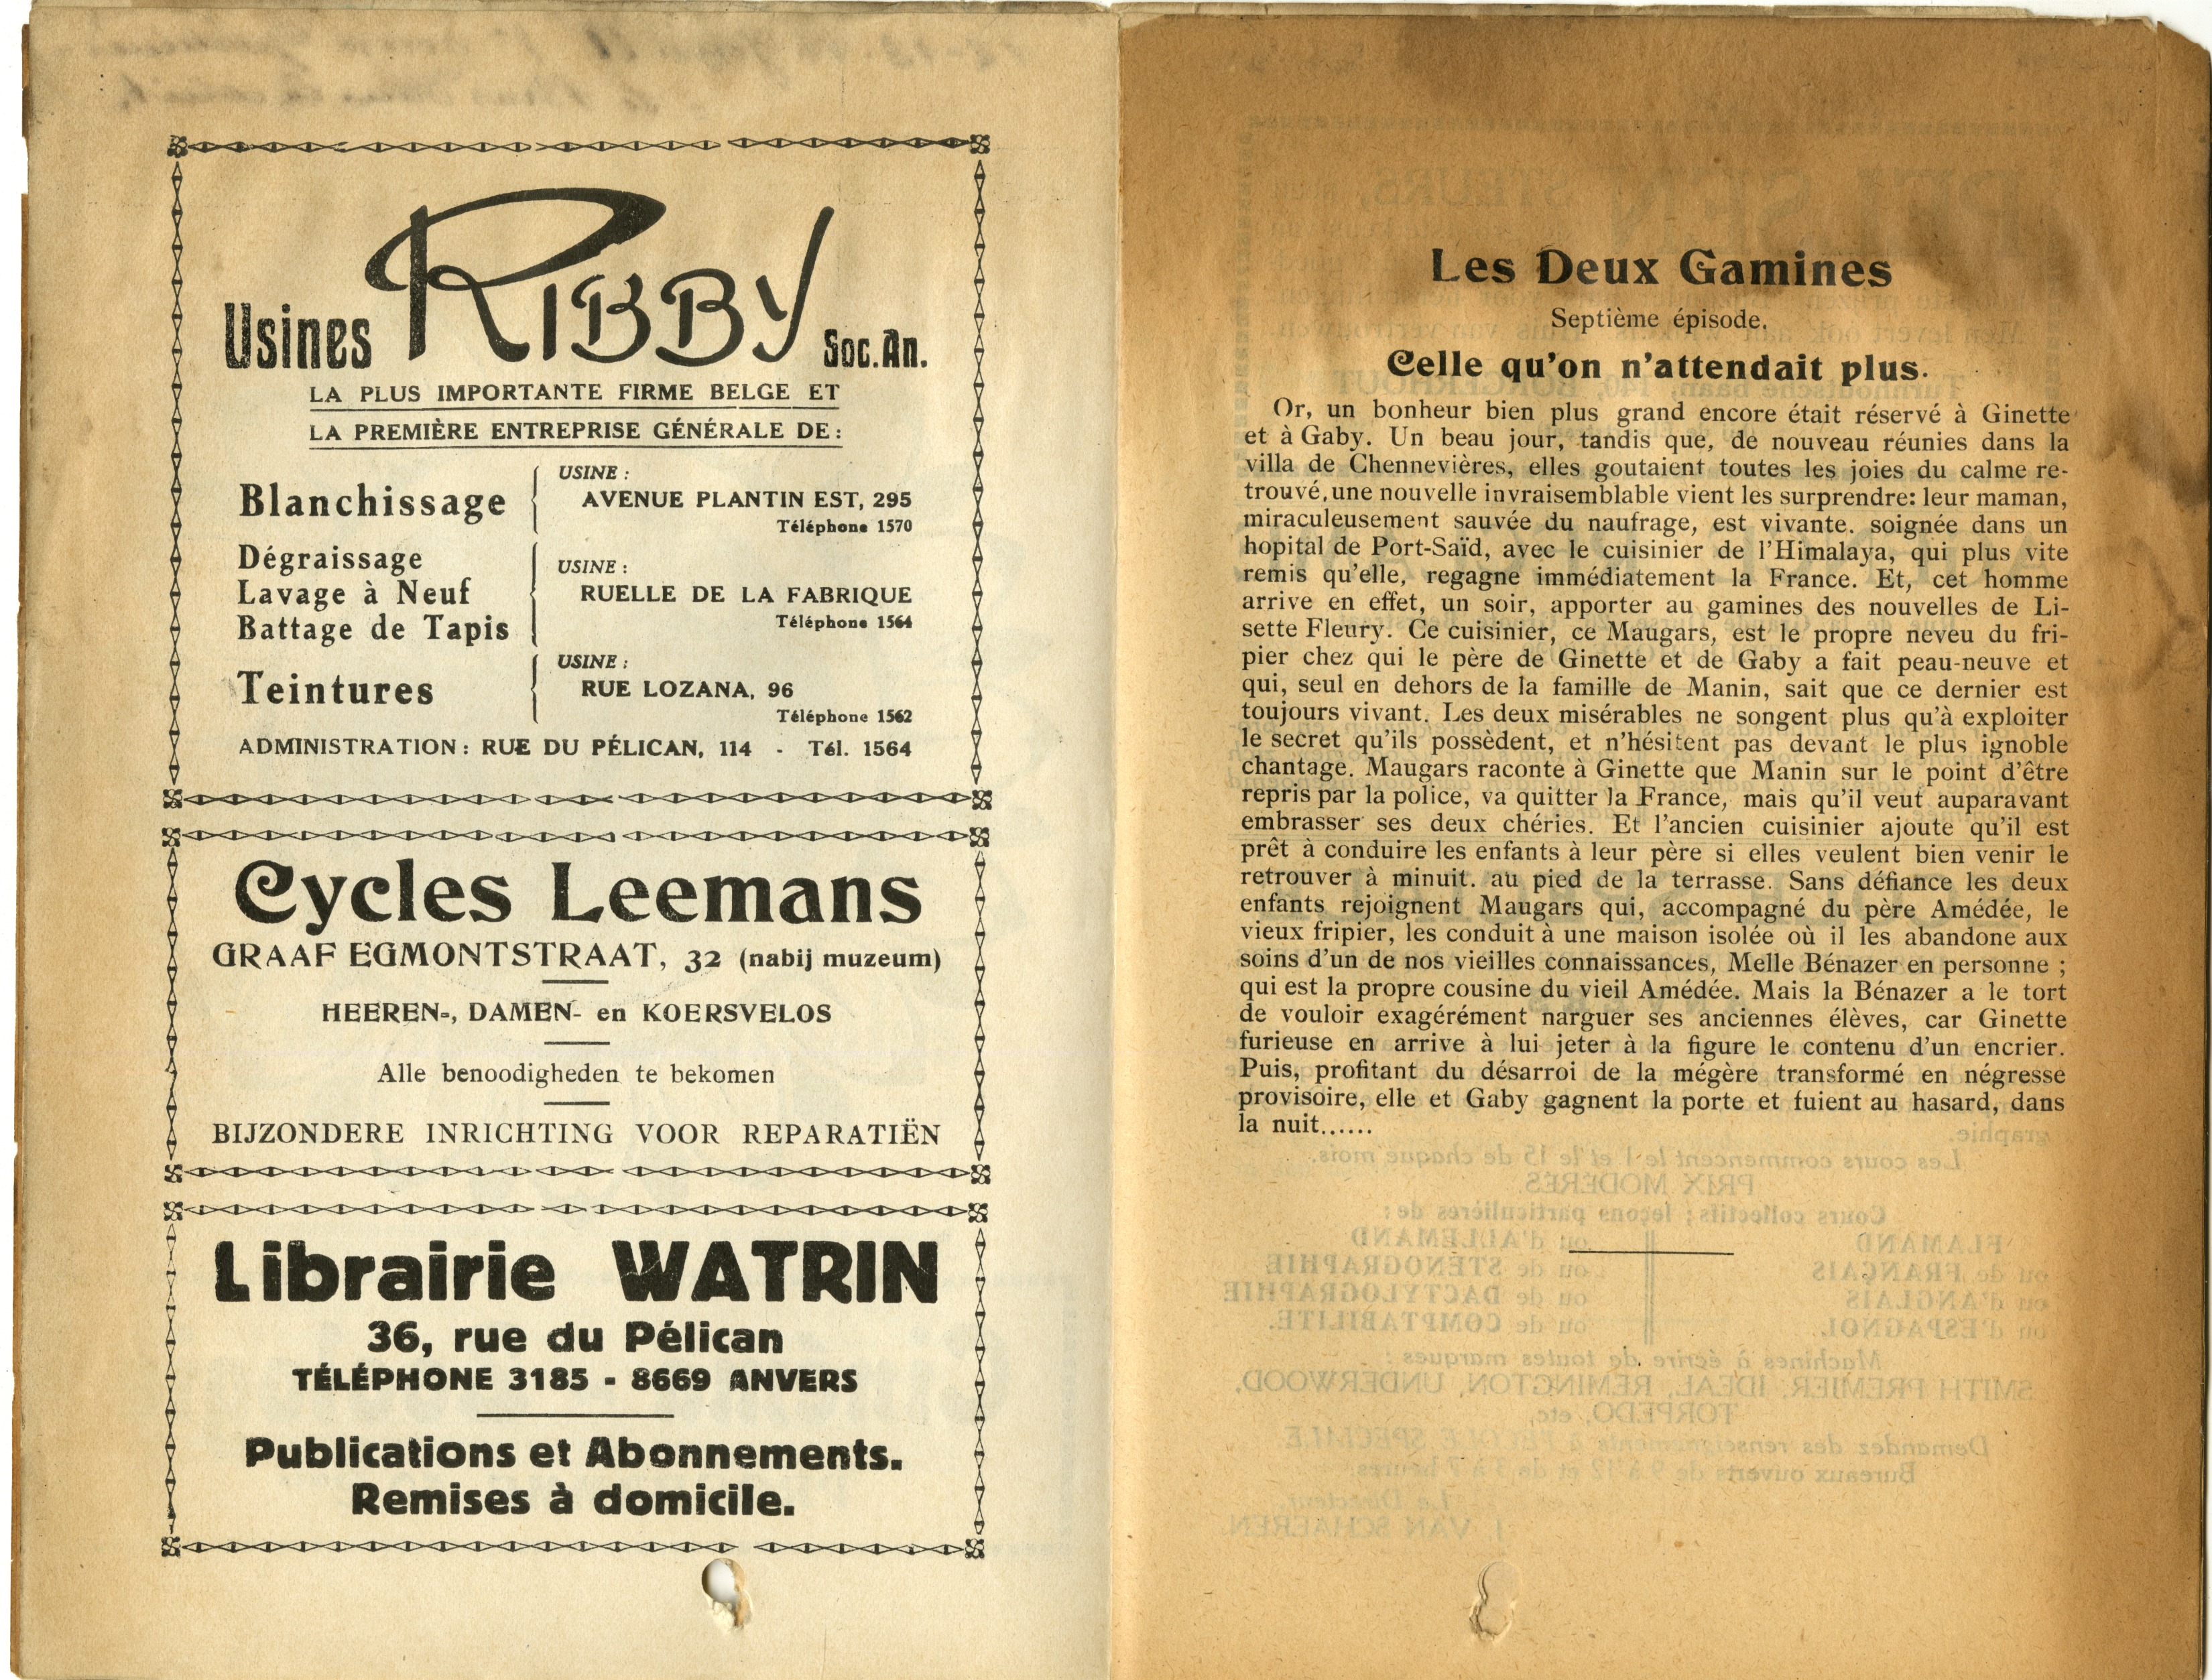 Usines RIBBY Soc. An.
LA PLUS IMPORTANTE FIRME BELGE ET
LA PREMIÈRE ENTREPRISE GÉNÉRALE DE :
Blanchissage
USINE :
AVENUE PLANTIN EST, 295
Téléphone 1570
Dégraissage
Lavage à Neuf
Battage de Tapis
USINE :
RUELLE DE LA FABRIQUE
Téléphone 1564
Teintures
USINE :
RUE LOZANA, 96
Téléphone 1562
ADMINISTRATION : RUE DU PÉLICAN, 114 - Tél. 1564
Cycles Leemans
GRAAF EGMONTSTRAAT, 32 (nabij muzeum)
HEEREN-, DAMEN- en KOERSVELOS
Alle benoodigheden te bekomen
BIJZONDERE INRICHTING VOOR REPARATIËN
Librairie WATRIN
36, rue du Pélican
TÉLÉPHONE 3185 - 8669 ANVERS
Publications et Abonnements.
Remises à domicile.
Les Deux Gamines
Septième épisode.
Celle qu'on n'attendait plus.
Or, un bonheur bien plus grand encore était réservé à Ginette
et à Gaby. Un beau jour, tandis que, de nouveau réunies dans la
villa de Chennevières, elles goutaient toutes les joies du calme re-
trouvé, une nouvelle invraisemblable vient les surprendre: leur maman,
miraculeusement sauvée du naufrage, est vivante. soignée dans un
hopital de Port-Saïd, avec le cuisinier de l'Himalaya, qui plus vite
remis qu'elle, regagne immédiatement la France. Et, cet homme
arrive en effet, un soir, apporter au gamines des nouvelles de Li-
sette Fleury. Ce cuisinier, ce Maugars, est le propre neveu du fri-
pier chez qui le père de Ginette et de Gaby a fait peau-neuve et
qui, seul en dehors de la famille de Manin, sait que ce dernier est
toujours vivant. Les deux misérables ne songent plus qu'à exploiter
le secret qu'ils possèdent, et n'hésitent pas devant le plus ignoble
chantage. Maugars raconte à Ginette que Manin sur le point d'être
repris par la police, va quitter la France, mais qu'il veut auparavant
embrasser ses deux chéries. Et l'ancien cuisinier ajoute qu'il est
prêt à conduire les enfants à leur père si elles veulent bien venir le
retrouver à minuit. au pied de la terrasse. Sans défiance les deux
enfants rejoignent Maugars qui, accompagné du père Amédée, le
vieux fripier, les conduit à une maison isolée où il les abandone aux
soins d'un de nos vieilles connaissances, Melle Bénazer en personne ;
qui est la propre cousine du vieil Amédée. Mais la Bénazer a le tort
de vouloir exagérément narguer ses anciennes élèves, car Ginette
furieuse en arrive à lui jeter à la figure le contenu d'un encrier.
Puis, profitant du désarroi de la mégère transformé en négresse
provisoire, elle et Gaby gagnent la porte et fuient au hasard, dans
la nuit......